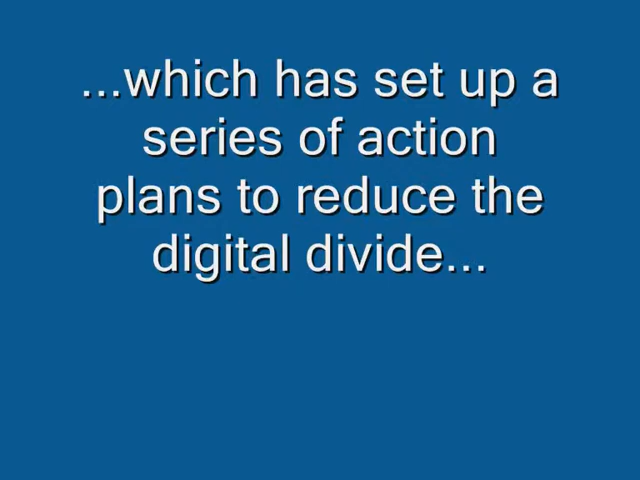 ...which has set up a
series of action
plans to reduce the
digital divide...